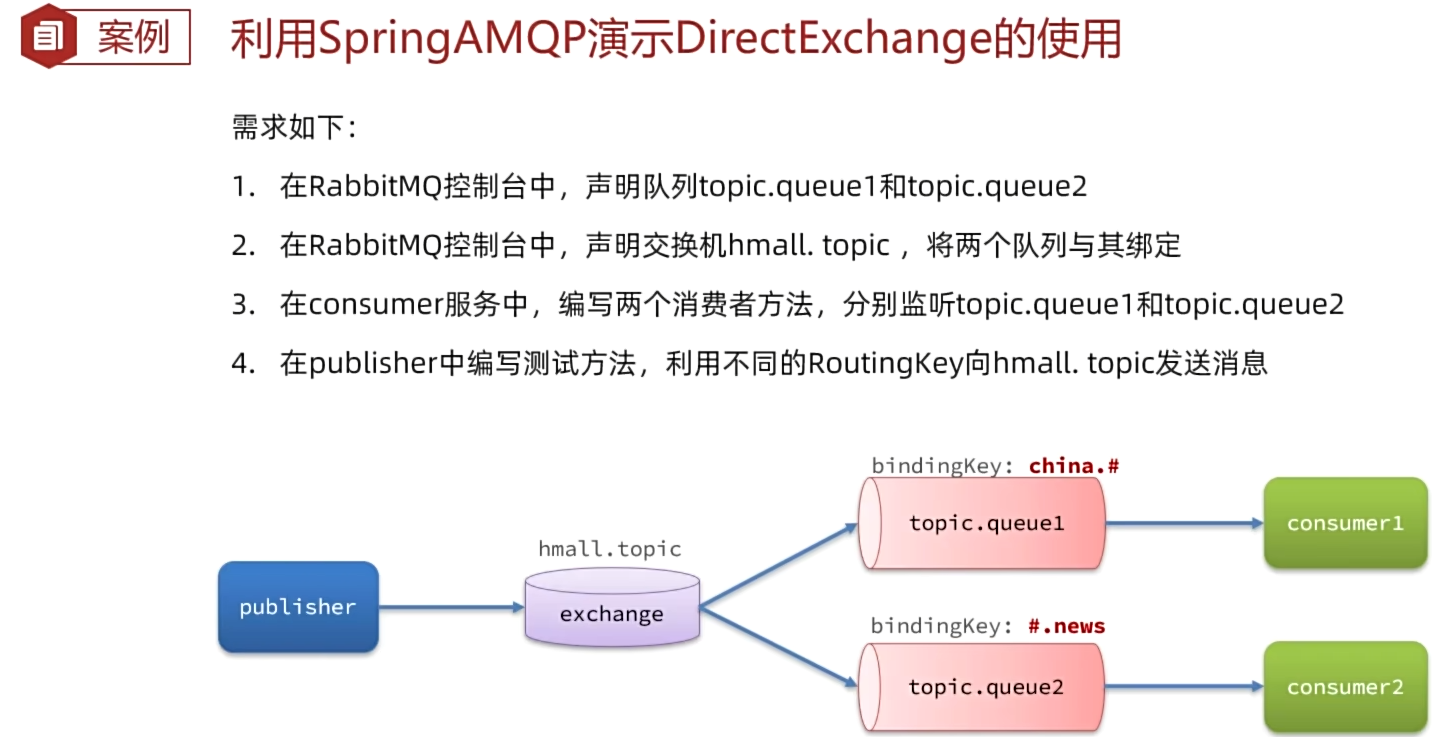 案例 利用SpringAMQP演示DirectExchange的使用
需求如下：
1. 在RabbitMQ控制台中，声明队列topic.queue1和topic.queue2
2. 在RabbitMQ控制台中，声明交换机hmall. topic ，将两个队列与其绑定
3. 在consumer服务中，编写两个消费者方法，分别监听topic.queue1和topic.queue2
4. 在publisher中编写测试方法，利用不同的RoutingKey向hmall. topic发送消息
bindingKey: china.#
topic.queue1
consumer1
hmall.topic
publisher
exchange
bindingKey: #.news
topic.queue2
consumer2